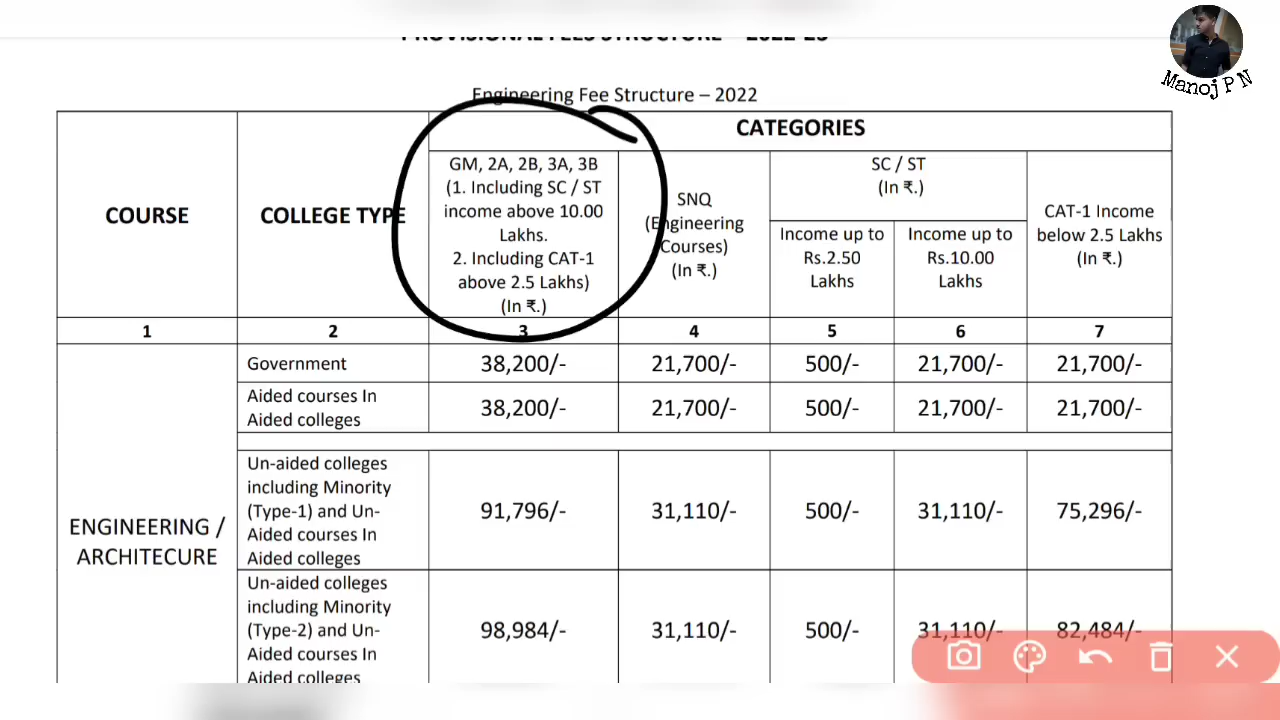 PROVISIONAL FEES STRUCTURE – 2022-23
Manoj P N
Engineering Fee Structure – 2022
COURSE
COLLEGE TYPE
CATEGORIES
GM, 2A, 2B, 3A, 3B
(1. Including SC / ST
income above 10.00
Lakhs.
2. Including CAT-1
above 2.5 Lakhs)
(In ₹.)
SNQ
(Engineering
Courses)
(In ₹.)
SC / ST
(In ₹.)
Income up to
Rs.2.50
Lakhs
Income up to
Rs.10.00
Lakhs
CAT-1 Income
below 2.5 Lakhs
(In ₹.)
1 2 3 4 5 6 7
ENGINEERING /
ARCHITECURE
Government
38,200/- 21,700/- 500/- 21,700/- 21,700/-
Aided courses In
Aided colleges
38,200/- 21,700/- 500/- 21,700/- 21,700/-
Un-aided colleges
including Minority
(Type-1) and Un-
Aided courses In
Aided colleges
91,796/- 31,110/- 500/- 31,110/- 75,296/-
Un-aided colleges
including Minority
(Type-2) and Un-
Aided courses In
Aided colleges
98,984/- 31,110/- 500/- 31,110/- 82,484/-